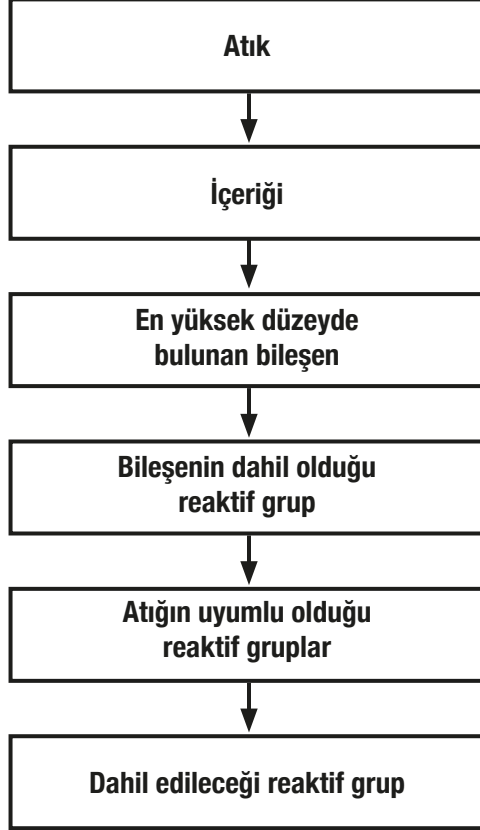 Atık
İçeriği
En yüksek düzeyde
bulunan bileşen
Bileşenin dahil olduğu
reaktif grup
Atığın uyumlu olduğu
reaktif gruplar
Dahil edileceği reaktif grup